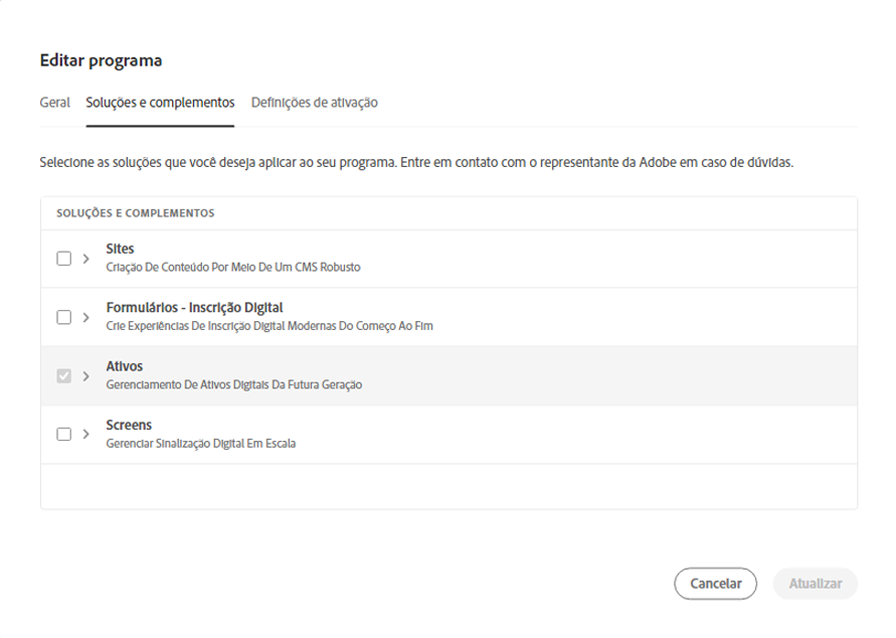 Editar programa
Geral Soluções e complementos Definições de ativação
Selecione as soluções que você deseja aplicar ao seu programa. Entre em contato com o representante da Adobe em caso de dúvidas.
SOLUÇÕES E COMPLEMENTOS
Sites
Criação De Conteúdo Por Meio De Um CMS Robusto
Formulários - Inscrição Digital
Crie Experiências De Inscrição Digital Modernas Do Começo Ao Fim
Ativos
Gerenciamento De Ativos Digitais Da Futura Geração
Screens
Gerenciar Sinalização Digital Em Escala
Cancelar Atualizar